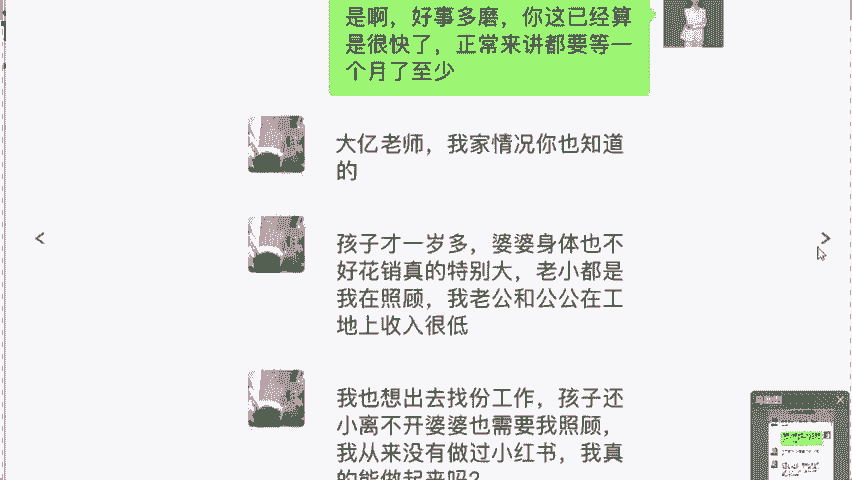 是啊，好事多磨，你这已经算
是很快了，正常来讲都要等一
个月了至少
大亿老师，我家情况你也知道
的
孩子才一岁多，婆婆身体也不
好花销真的特别大，老小都是
我在照顾，我老公和公公在工
地上收入很低
我也想出去找份工作，孩子还
小离不开婆婆也需要我照顾，
我从来没有做过小红书，我真
的能做起来吗？